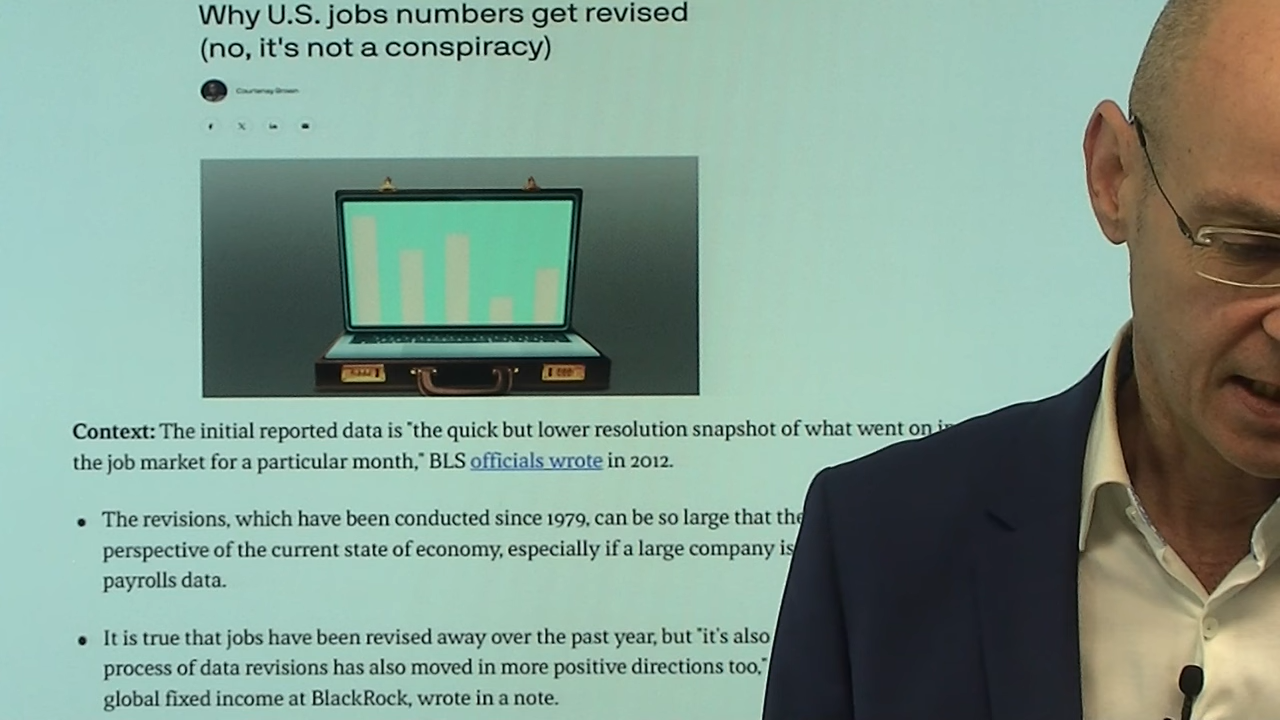 Why U.S. jobs numbers get revised
(no, it's not a conspiracy)
Courtenay Brown
Context: The initial reported data is "the quick but lower resolution snapshot of what went on
the job market for a particular month," BLS officials wrote in 2012.
The revisions, which have been conducted since 1979, can be so large that the
perspective of the current state of economy, especially if a large company is
payrolls data.
It is true that jobs have been revised away over the past year, but "it's also
process of data revisions has also moved in more positive directions too,"
global fixed income at BlackRock, wrote in a note.